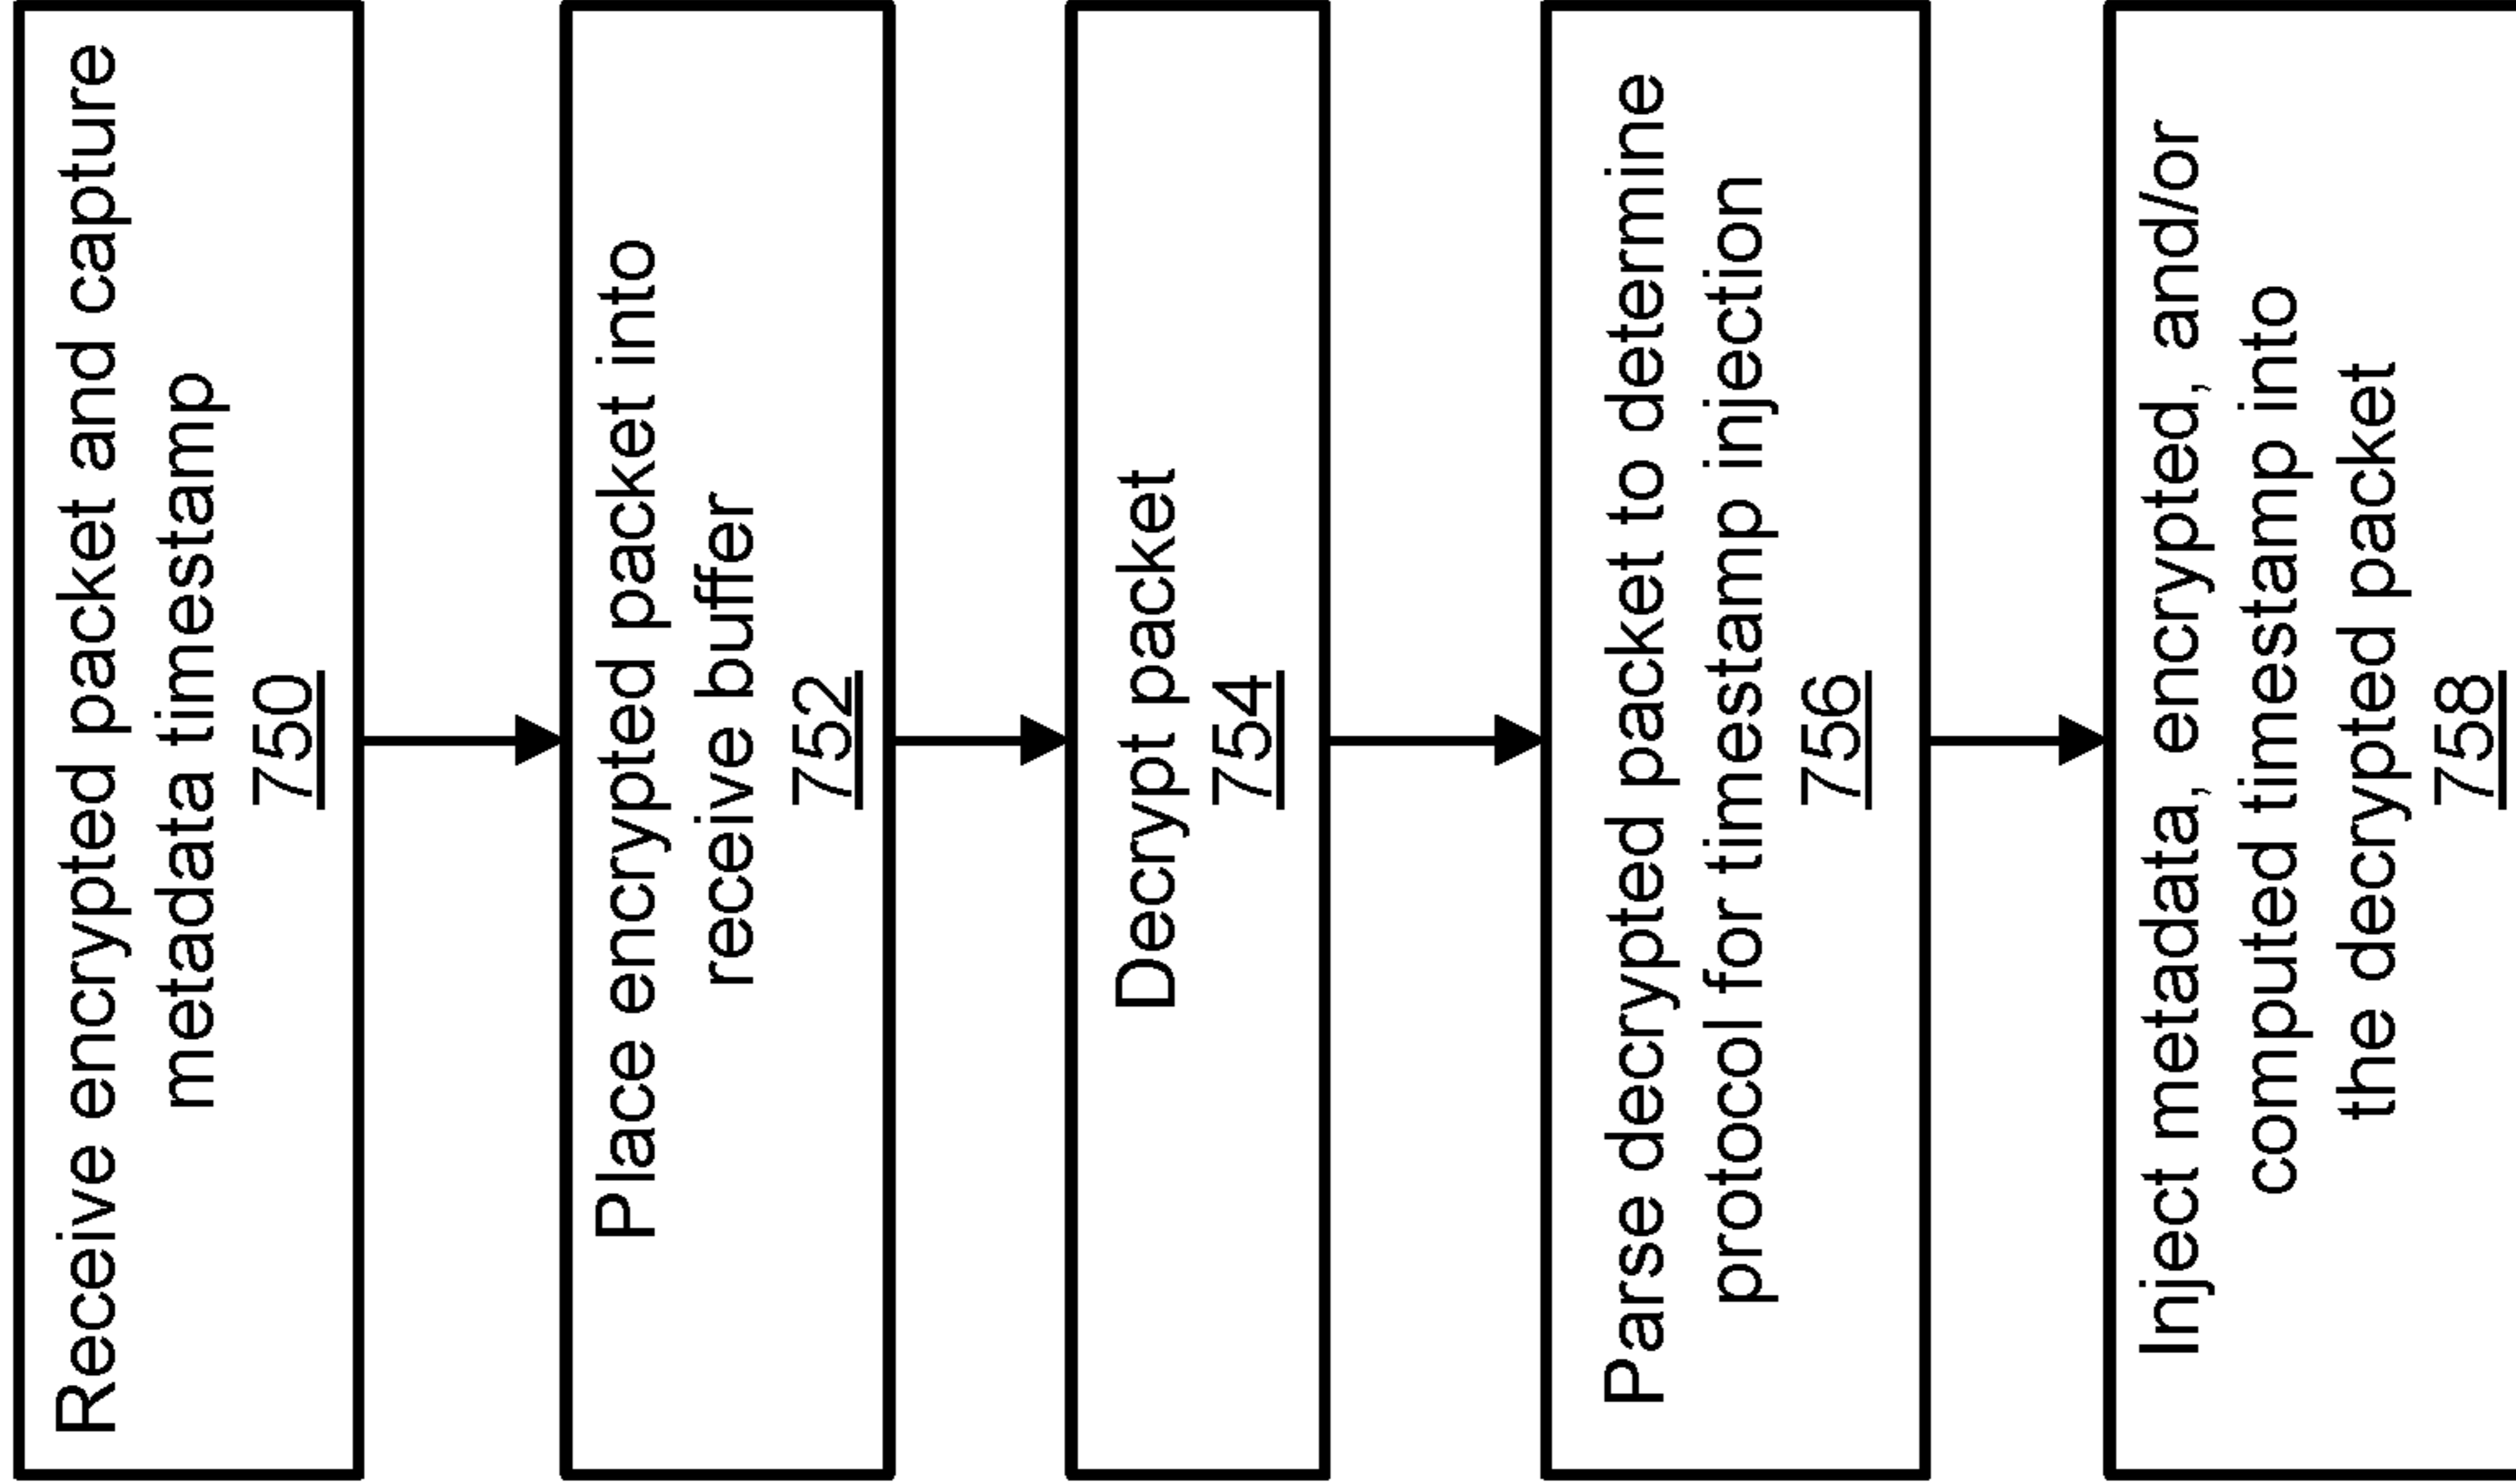 Receive encrypted packet and capture
metadata timestamp
750
Place encrypted packet into
receive buffer
752
Decrypt packet
754
Parse decrypted packet to determine
protocol for timestamp injection
756
Inject metadata, encrypted, and/or
computed timestamp into
the decrypted packet
758